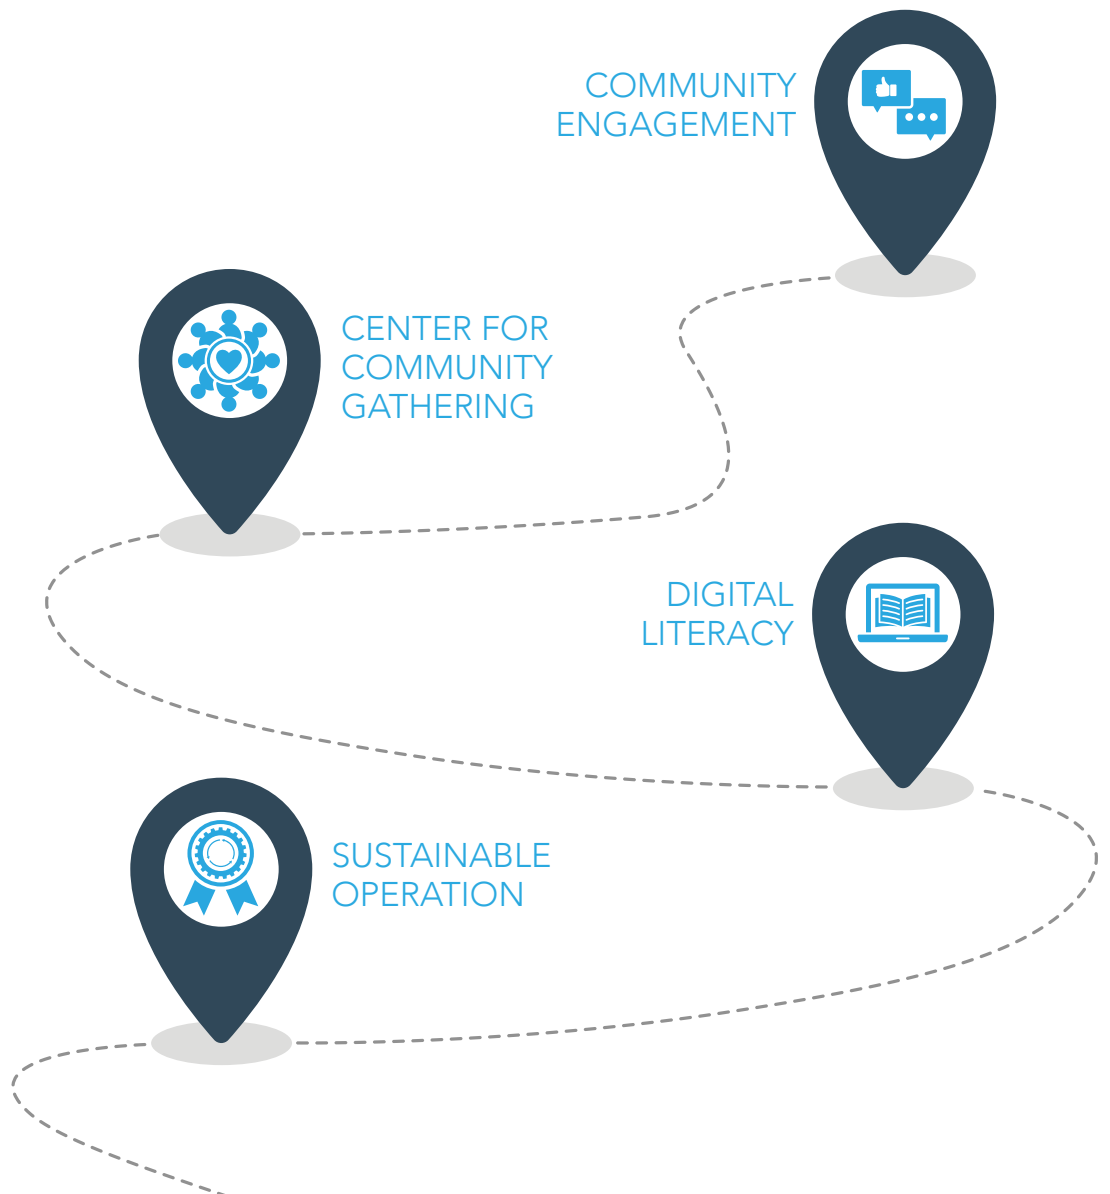 COMMUNITY
ENGAGEMENT
CENTER FOR
COMMUNITY
GATHERING
DIGITAL
LITERACY
SUSTAINABLE
OPERATION